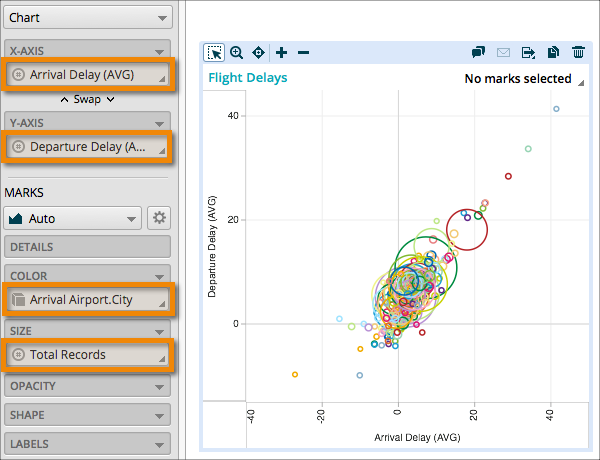 Chart
X-AXIS
Arrival Delay (AVG)
Swap
Y-AXIS
Departure Delay (A...
MARKS
Auto
DETAILS
COLOR
Arrival Airport.City
SIZE
Total Records
OPACITY
SHAPE
LABELS
Flight Delays
No marks selected
Departure Delay (AVG)
40
20
0
-40
-20
0
20
40
Arrival Delay (AVG)